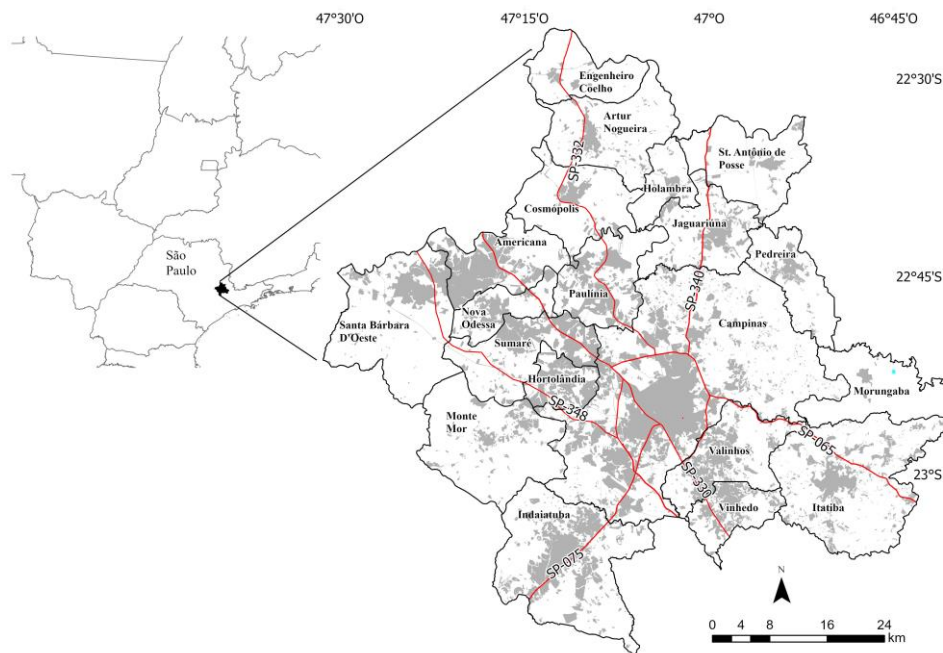 47°30'O
47°15'O
47°O
46°45'O
22°30'S
22°45'S
23°S
São
Paulo
Engenheiro
Coelho
Artur
Nogueira
SP-332
St. Antônio de
Posse
Holambra
Cosmópolis
Jaguariúna
Americana
Pedreira
Paulínia
SP-340
Nova
Odessa
Campinas
Santa Bárbara
D'Oeste
Sumaré
Hortolândia
Morungaba
SP-348
Monte
Mor
SP-065
Valinhos
SP-330
Vinhedo
Itatiba
Indaiatuba
SP-075
N
0 4 8 16 24
km